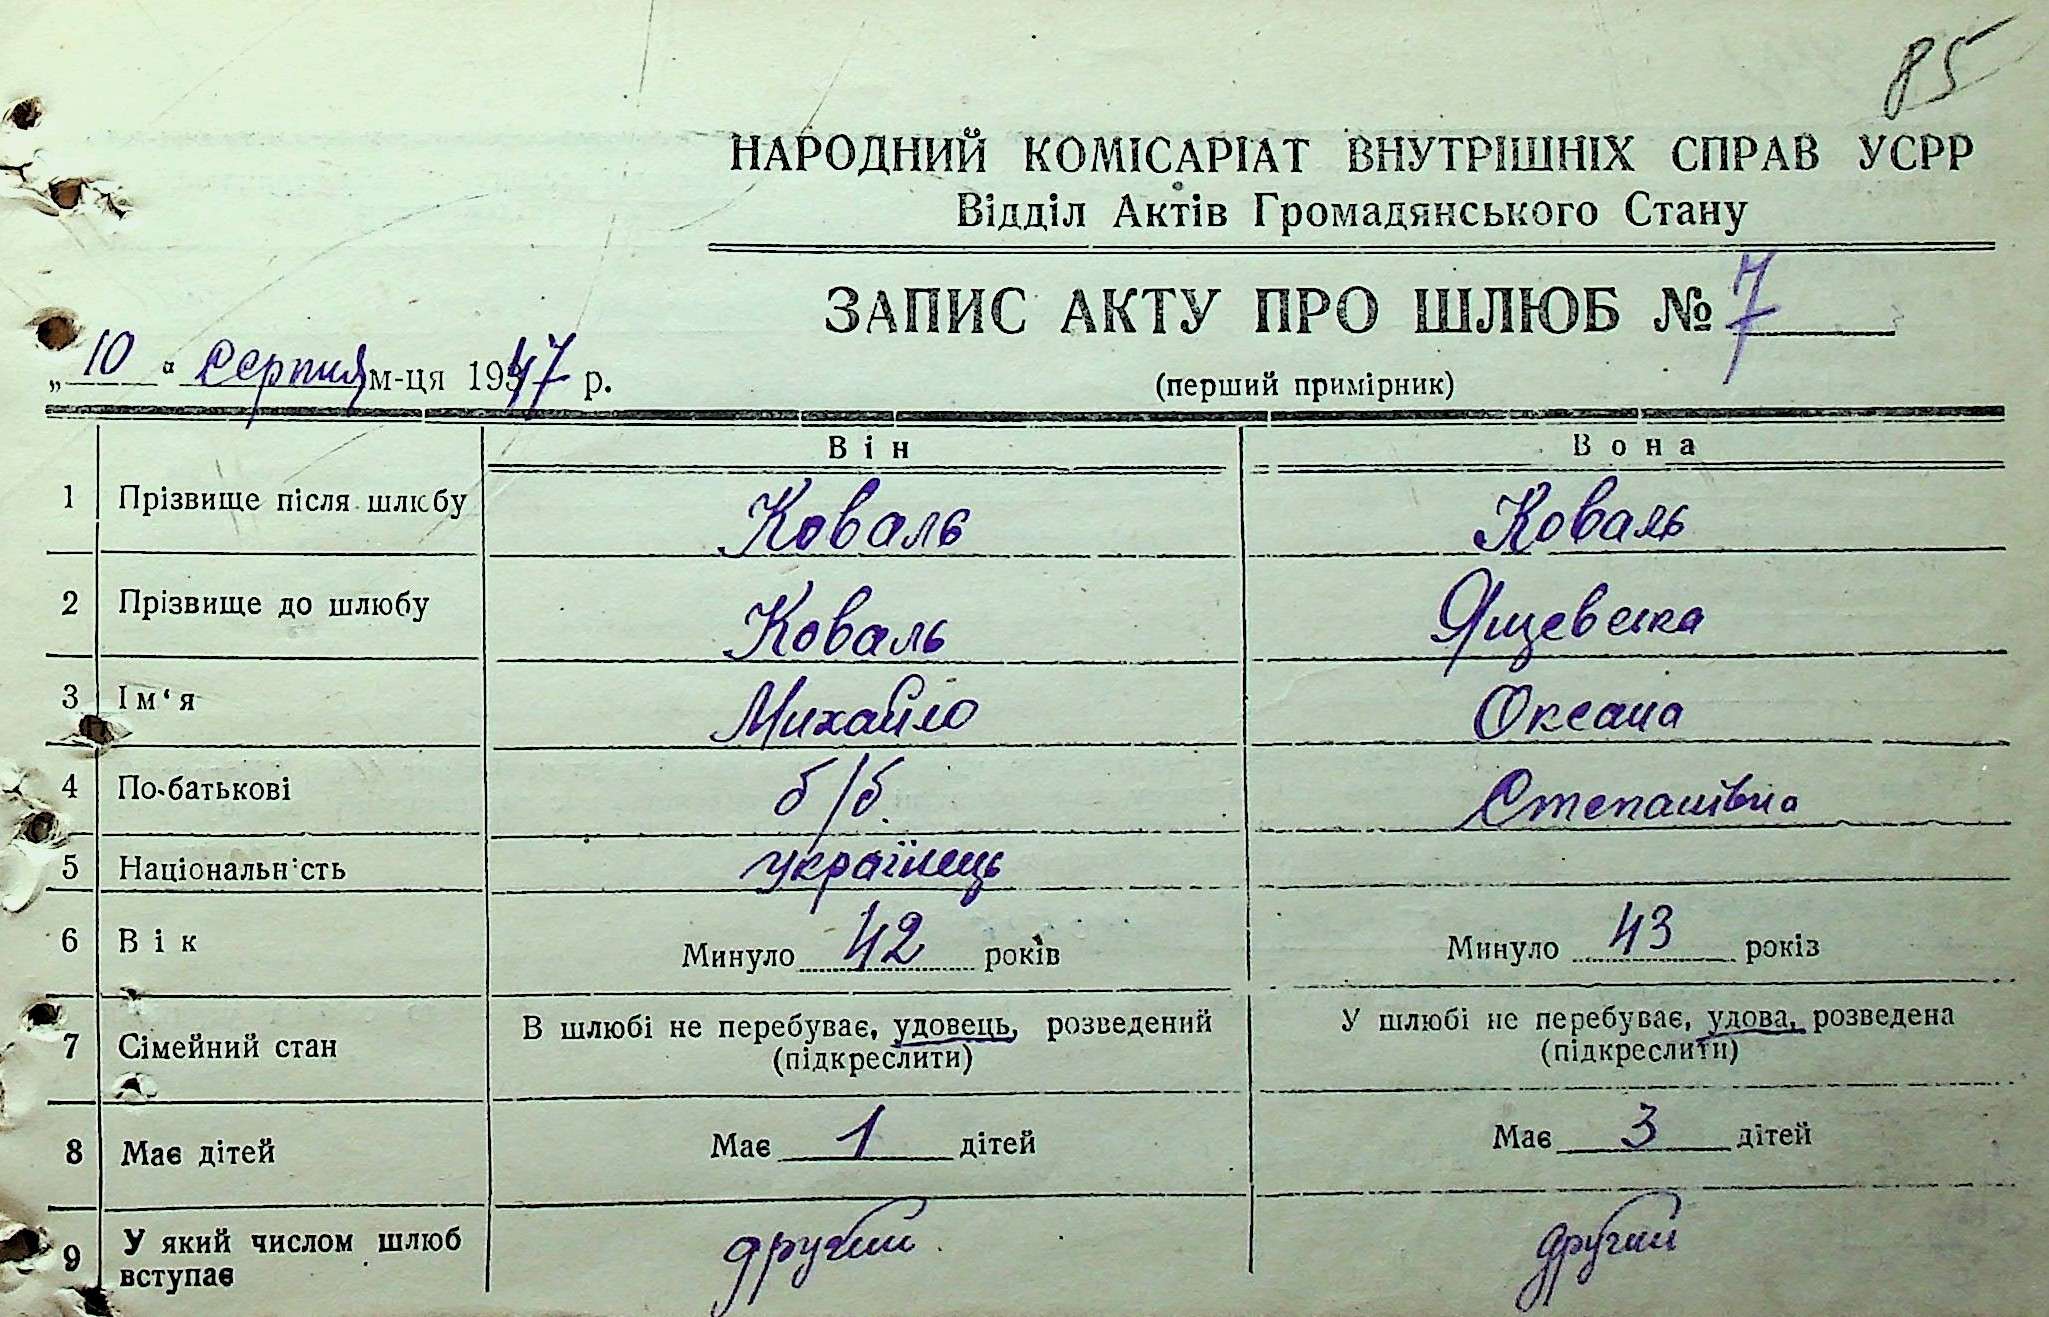 85
НАРОДНИЙ КОМІСАРІАТ ВНУТРІШНІХ СПРАВ УСРР
Відділ Актів Громадянського Стану
ЗАПИС АКТУ ПРО ШЛЮБ № 7
„ 10 “ серпня м-ця 1947 р.
(перший примірник)
Він Вона
1 Прізвище після шлюбу Коваль Коваль
2 Прізвище до шлюбу Коваль Ящевська
3 Ім‘я Михайло Оксана
4 По-батькові б/б. Степанівна
5 Національність українець
6 Вік Минуло 42 років Минуло 43 років
7 Сімейний стан В шлюбі не перебуває, удовець, розведений У шлюбі не перебуває, удова, розведена
(підкреслити) (підкреслити)
8 Має дітей Має 1 дітей Має 3 дітей
9 У який числом шлюб вступає другий другий